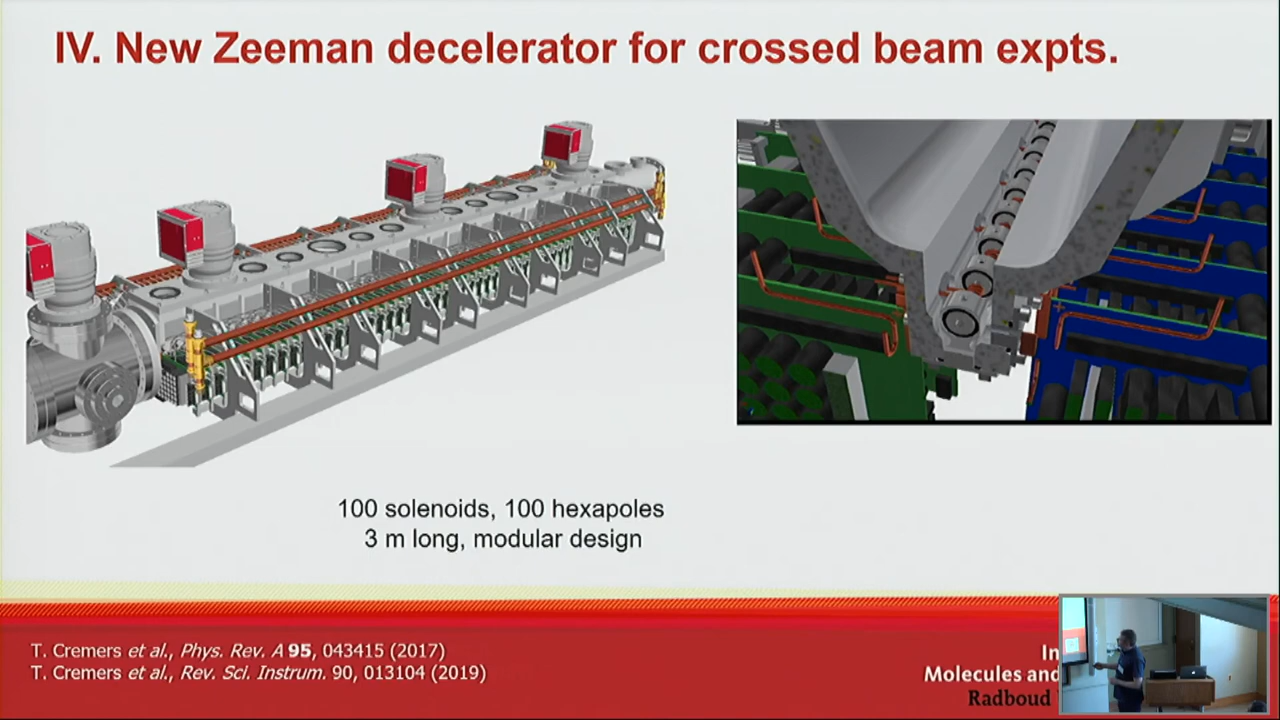 IV. New Zeeman decelerator for crossed beam expts.
100 solenoids, 100 hexapoles
3 m long, modular design
T. Cremers et al., Phys. Rev. A 95, 043415 (2017)
T. Cremers et al., Rev. Sci. Instrum. 90, 013104 (2019)
In
Molecules and
Radboud